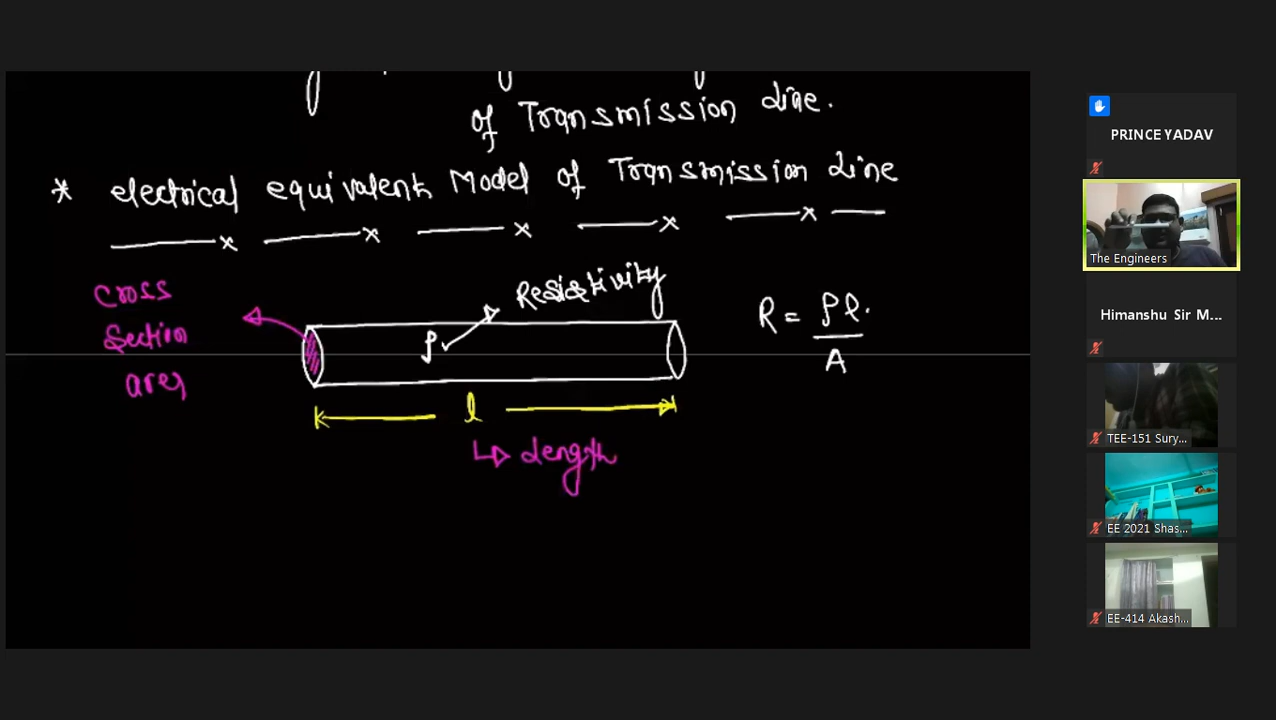 of Transmission Line.
* electrical equivalent Model of Transmission Line
Cross
Section
area
Resistivity
ρ
R = ρl
A
l
Length
PRINCE YADAV
The Engineers
Himanshu Sir M...
TEE-151 Sury...
EE 2021 Shas...
EE-414 Akash...